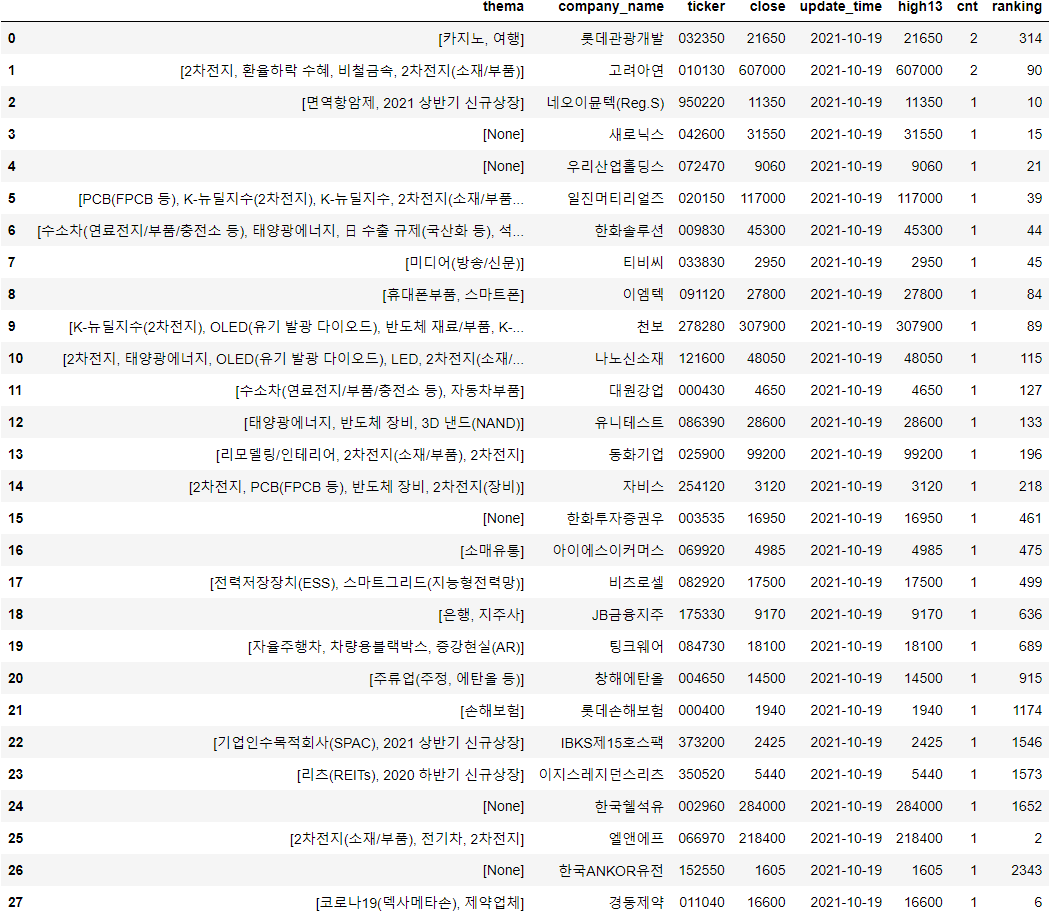 thema company_name ticker close update_time high13 cnt ranking
0 [카지노, 여행] 롯데관광개발 032350 21650 2021-10-19 21650 2 314
1 [2차전지, 환율하락 수혜, 비철금속, 2차전지(소재/부품)] 고려아연 010130 607000 2021-10-19 607000 2 90
2 [면역항암제, 2021 상반기 신규상장] 네오이뮨텍(Reg.S) 950220 11350 2021-10-19 11350 1 10
3 [None] 새로닉스 042600 31550 2021-10-19 31550 1 15
4 [None] 우리산업홀딩스 072470 9060 2021-10-19 9060 1 21
5 [PCB(FPCB 등), K-뉴딜지수(2차전지), K-뉴딜지수, 2차전지(소재/부품... 일진머티리얼즈 020150 117000 2021-10-19 117000 1 39
6 [수소차(연료전지/부품/충전소 등), 태양광에너지, 日 수출 규제(국산화 등), 석... 한화솔루션 009830 45300 2021-10-19 45300 1 44
7 [미디어(방송/신문)] 티비씨 033830 2950 2021-10-19 2950 1 45
8 [휴대폰부품, 스마트폰] 이엠텍 091120 27800 2021-10-19 27800 1 84
9 [K-뉴딜지수(2차전지), OLED(유기 발광 다이오드), 반도체 재료/부품, K-... 천보 278280 307900 2021-10-19 307900 1 89
10 [2차전지, 태양광에너지, OLED(유기 발광 다이오드), LED, 2차전지(소재/... 나노신소재 121600 48050 2021-10-19 48050 1 115
11 [수소차(연료전지/부품/충전소 등), 자동차부품] 대원강업 000430 4650 2021-10-19 4650 1 127
12 [태양광에너지, 반도체 장비, 3D 낸드(NAND)] 유니테스트 086390 28600 2021-10-19 28600 1 133
13 [리모델링/인테리어, 2차전지(소재/부품), 2차전지] 동화기업 025900 99200 2021-10-19 99200 1 196
14 [2차전지, PCB(FPCB 등), 반도체 장비, 2차전지(장비)] 자비스 254120 3120 2021-10-19 3120 1 218
15 [None] 한화투자증권우 003535 16950 2021-10-19 16950 1 461
16 [소매유통] 아이에스이커머스 069920 4985 2021-10-19 4985 1 475
17 [전력저장장치(ESS), 스마트그리드(지능형전력망)] 비츠로셀 082920 17500 2021-10-19 17500 1 499
18 [은행, 지주사] JB금융지주 175330 9170 2021-10-19 9170 1 636
19 [자율주행차, 차량용블랙박스, 증강현실(AR)] 팅크웨어 084730 18100 2021-10-19 18100 1 689
20 [주류업(주정, 에탄올 등)] 창해에탄올 004650 14500 2021-10-19 14500 1 915
21 [손해보험] 롯데손해보험 000400 1940 2021-10-19 1940 1 1174
22 [기업인수목적회사(SPAC), 2021 상반기 신규상장] IBKS제15호스팩 373200 2425 2021-10-19 2425 1 1546
23 [리츠(REITs), 2020 하반기 신규상장] 이지스레지던스리츠 350520 5440 2021-10-19 5440 1 1573
24 [None] 한국쉘석유 002960 284000 2021-10-19 284000 1 1652
25 [2차전지(소재/부품), 전기차, 2차전지] 엘앤에프 066970 218400 2021-10-19 218400 1 2
26 [None] 한국ANKOR유전 152550 1605 2021-10-19 1605 1 2343
27 [코로나19(덱사메타손), 제약업체] 경동제약 011040 16600 2021-10-19 16600 1 6